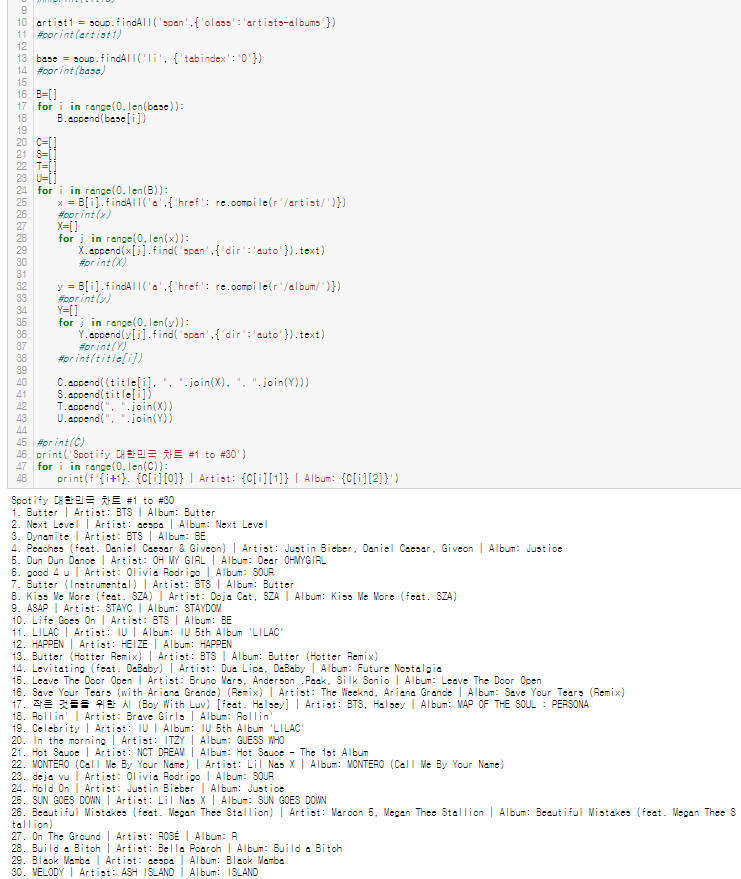 9
10 artist1 = soup.findAll('span',{'class':'artists-albums'})
11 #pprint(artist1)
12
13 base = soup.findAll('li', {'tabindex':'0'})
14 #pprint(base)
15
16 B=[]
17 for i in range(0,len(base)):
18     B.append(base[i])
19
20 C=[]
21 S=[]
22 T=[]
23 U=[]
24 for i in range(0,len(B)):
25     x = B[i].findAll('a',{'href': re.compile(r'/artist/')})
26     #pprint(x)
27     X=[]
28     for j in range(0,len(x)):
29         X.append(x[j].find('span',{'dir':'auto'}).text)
30         #print(X)
31
32     y = B[i].findAll('a',{'href': re.compile(r'/album/')})
33     #pprint(y)
34     Y=[]
35     for j in range(0,len(y)):
36         Y.append(y[j].find('span',{'dir':'auto'}).text)
37         #print(Y)
38     #print(title[i])
39
40     C.append((title[i], ", ".join(X), ", ".join(Y)))
41     S.append(title[i])
42     T.append(", ".join(X))
43     U.append(", ".join(Y))
44
45 #print(C)
46 print('Spotify 대한민국 차트 #1 to #30')
47 for i in range(0,len(C)):
48     print(f'{i+1}. {C[i][0]} | Artist: {C[i][1]} | Album: {C[i][2]}')
Spotify 대한민국 차트 #1 to #30
1. Butter | Artist: BTS | Album: Butter
2. Next Level | Artist: aespa | Album: Next Level
3. Dynamite | Artist: BTS | Album: BE
4. Peaches (feat. Daniel Caesar & Giveon) | Artist: Justin Bieber, Daniel Caesar, Giveon | Album: Justice
5. Dun Dun Dance | Artist: OH MY GIRL | Album: Dear OHMYGIRL
6. good 4 u | Artist: Olivia Rodrigo | Album: SOUR
7. Butter (Instrumental) | Artist: BTS | Album: Butter
8. Kiss Me More (feat. SZA) | Artist: Doja Cat, SZA | Album: Kiss Me More (feat. SZA)
9. ASAP | Artist: STAYC | Album: STAYDOM
10. Life Goes On | Artist: BTS | Album: BE
11. LILAC | Artist: IU | Album: IU 5th Album 'LILAC'
12. HAPPEN | Artist: HEIZE | Album: HAPPEN
13. Butter (Hotter Remix) | Artist: BTS | Album: Butter (Hotter Remix)
14. Levitating (feat. DaBaby) | Artist: Dua Lipa, DaBaby | Album: Future Nostalgia
15. Leave The Door Open | Artist: Bruno Mars, Anderson .Paak, Silk Sonic | Album: Leave The Door Open
16. Save Your Tears (with Ariana Grande) (Remix) | Artist: The Weeknd, Ariana Grande | Album: Save Your Tears (Remix)
17. 작은 것들을 위한 시 (Boy With Luv) [feat. Halsey] | Artist: BTS, Halsey | Album: MAP OF THE SOUL : PERSONA
18. Rollin' | Artist: Brave Girls | Album: Rollin'
19. Celebrity | Artist: IU | Album: IU 5th Album 'LILAC'
20. In the morning | Artist: ITZY | Album: GUESS WHO
21. Hot Sauce | Artist: NCT DREAM | Album: Hot Sauce - The 1st Album
22. MONTERO (Call Me By Your Name) | Artist: Lil Nas X | Album: MONTERO (Call Me By Your Name)
23. deja vu | Artist: Olivia Rodrigo | Album: SOUR
24. Hold On | Artist: Justin Bieber | Album: Justice
25. SUN GOES DOWN | Artist: Lil Nas X | Album: SUN GOES DOWN
26. Beautiful Mistakes (feat. Megan Thee Stallion) | Artist: Maroon 5, Megan Thee Stallion | Album: Beautiful Mistakes (feat. Megan Thee S
tallion)
27. On The Ground | Artist: ROSÉ | Album: R
28. Build a Bitch | Artist: Bella Poarch | Album: Build a Bitch
29. Black Mamba | Artist: aespa | Album: Black Mamba
30. MELODY | Artist: ASH ISLAND | Album: ISLAND